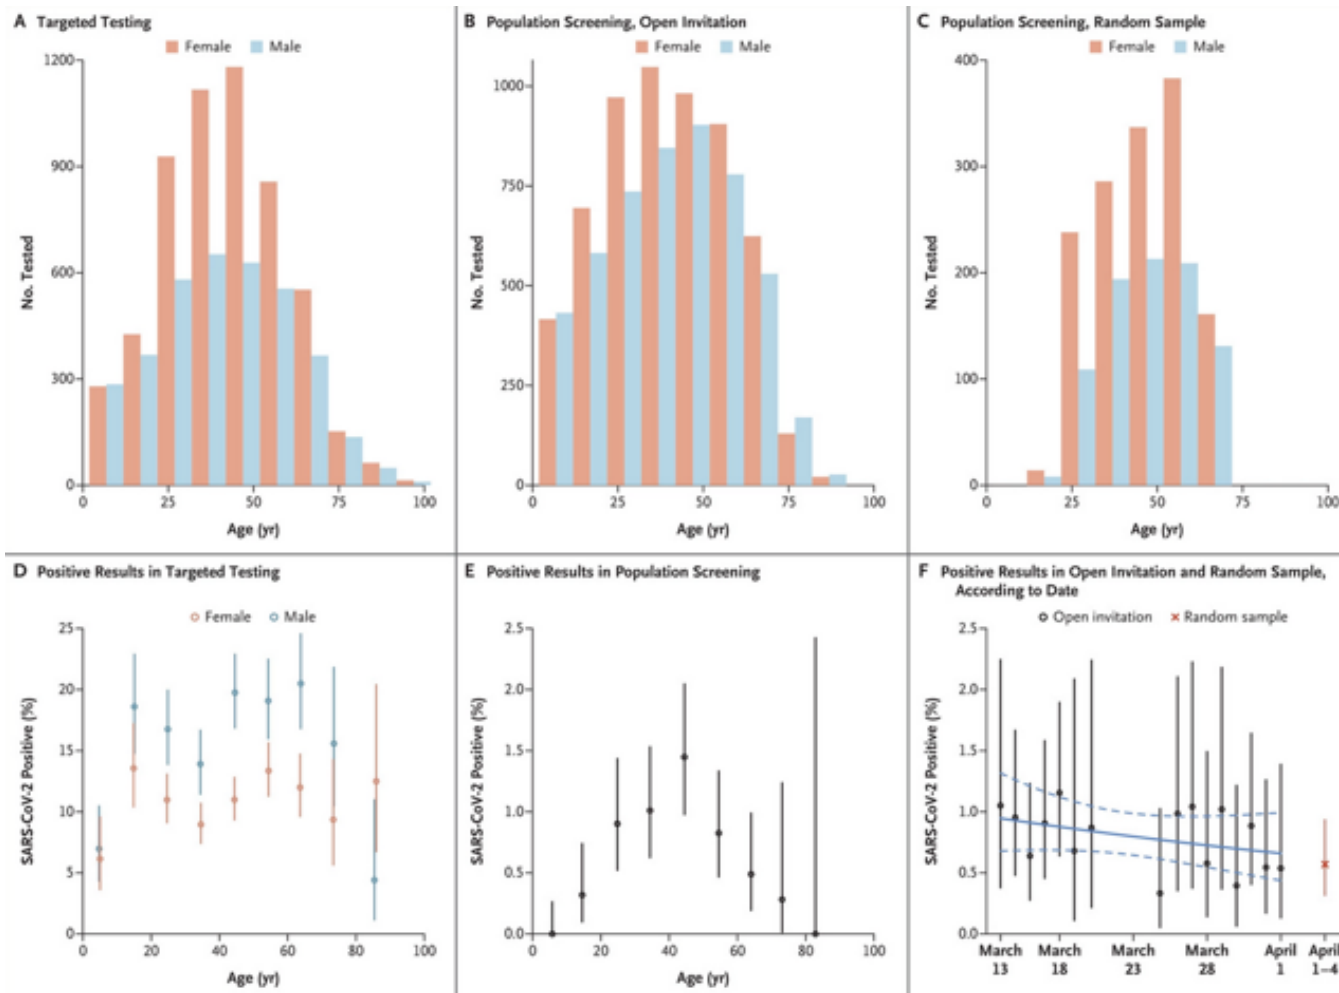 A Targeted Testing
Female Male
1200
900
600
300
0
No. Tested
0 25 50 75 100
Age (yr)
B Population Screening, Open Invitation
Female Male
1000
750
500
250
0
No. Tested
0 25 50 75 100
Age (yr)
C Population Screening, Random Sample
Female Male
400
300
200
100
0
No. Tested
0 25 50 75 100
Age (yr)
D Positive Results in Targeted Testing
Female Male
25
20
15
10
5
0
SARS-CoV-2 Positive (%)
0 20 40 60 80 100
Age (yr)
E Positive Results in Population Screening
2.5
2.0
1.5
1.0
0.5
0.0
SARS-CoV-2 Positive (%)
0 20 40 60 80 100
Age (yr)
F Positive Results in Open Invitation and Random Sample,
According to Date
Open invitation Random sample
2.5
2.0
1.5
1.0
0.5
0.0
SARS-CoV-2 Positive (%)
March March March March April April
13 18 23 28 1 1–4